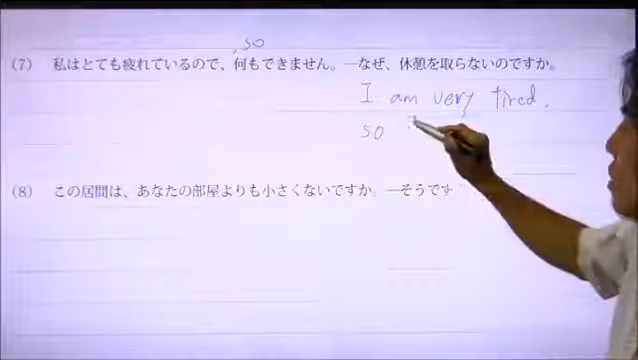 , so
(7) 私はとても疲れているので、何もできません。―なぜ、休憩を取らないのですか。
I am very tired.
so
(8) この居間は、あなたの部屋よりも小さくないですか。―そうです